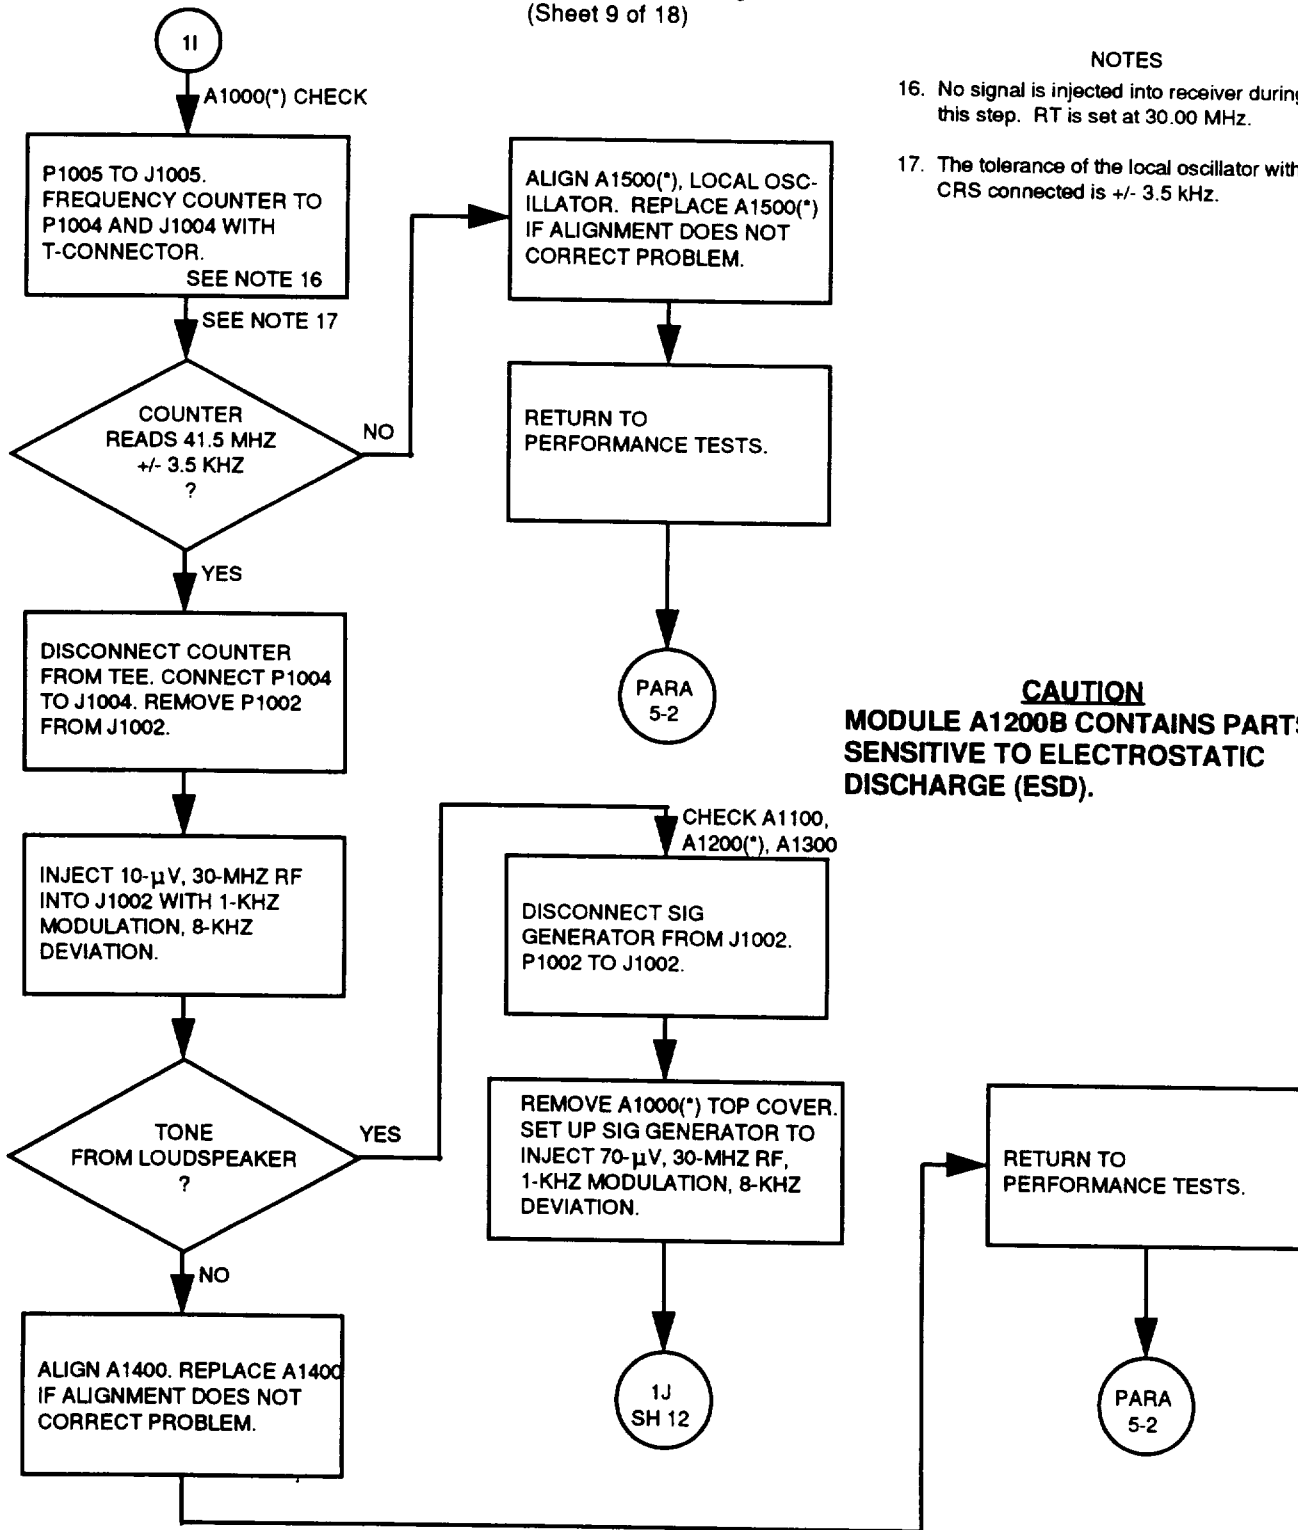 (Sheet 9 of 18)
1I
A1000(*) CHECK
P1005 TO J1005.
FREQUENCY COUNTER TO
P1004 AND J1004 WITH
T-CONNECTOR.
SEE NOTE 16
SEE NOTE 17
COUNTER
READS 41.5 MHZ
+/- 3.5 KHZ
?
NO
YES
ALIGN A1500(*), LOCAL OSC-
ILLATOR. REPLACE A1500(*)
IF ALIGNMENT DOES NOT
CORRECT PROBLEM.
RETURN TO
PERFORMANCE TESTS.
PARA
5-2
NOTES
16. No signal is injected into receiver during
this step. RT is set at 30.00 MHz.
17. The tolerance of the local oscillator with
CRS connected is +/- 3.5 kHz.
DISCONNECT COUNTER
FROM TEE. CONNECT P1004
TO J1004. REMOVE P1002
FROM J1002.
CAUTION
MODULE A1200B CONTAINS PARTS
SENSITIVE TO ELECTROSTATIC
DISCHARGE (ESD).
INJECT 10-μV, 30-MHZ RF
INTO J1002 WITH 1-KHZ
MODULATION, 8-KHZ
DEVIATION.
TONE
FROM LOUDSPEAKER
?
YES
NO
CHECK A1100,
A1200(*), A1300
DISCONNECT SIG
GENERATOR FROM J1002.
P1002 TO J1002.
REMOVE A1000(*) TOP COVER.
SET UP SIG GENERATOR TO
INJECT 70-μV, 30-MHZ RF,
1-KHZ MODULATION, 8-KHZ
DEVIATION.
1J
SH 12
ALIGN A1400. REPLACE A1400
IF ALIGNMENT DOES NOT
CORRECT PROBLEM.
RETURN TO
PERFORMANCE TESTS.
PARA
5-2